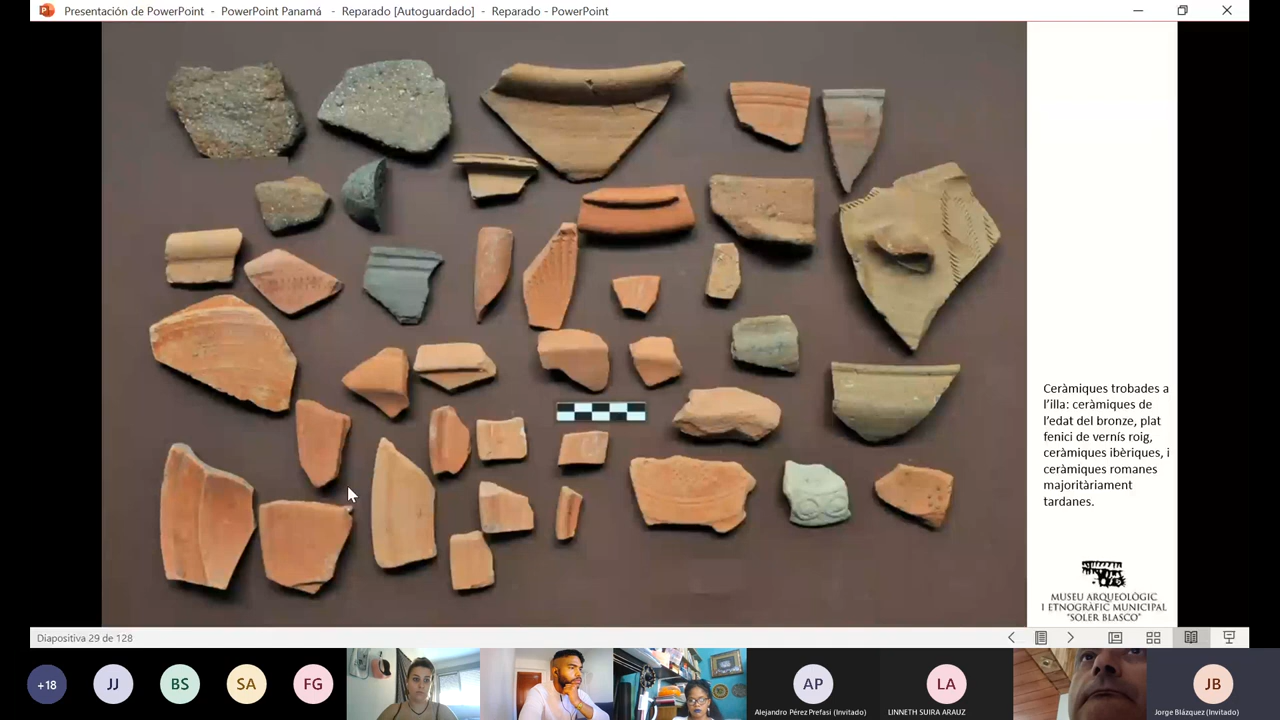 Presentación de PowerPoint - PowerPoint Panamá - Reparado [Autoguardado] - Reparado - PowerPoint
Ceràmiques trobades a
l'illa: ceràmiques de
l'edat del bronze, plat
fenici de vernís roig,
ceràmiques ibèriques, i
ceràmiques romanes
majoritàriament
tardanes.
MUSEU ARQUEOLÒGIC
I ETNOGRÀFIC MUNICIPAL
"SOLER BLASCO"
Diapositiva 29 de 128
+18
JJ
BS
SA
FG
AP
LA
JB
Alejandro Pérez Prefasi (Invitado)
LINNETH SUIRA ARAUZ
Jorge Blázquez (Invitado)